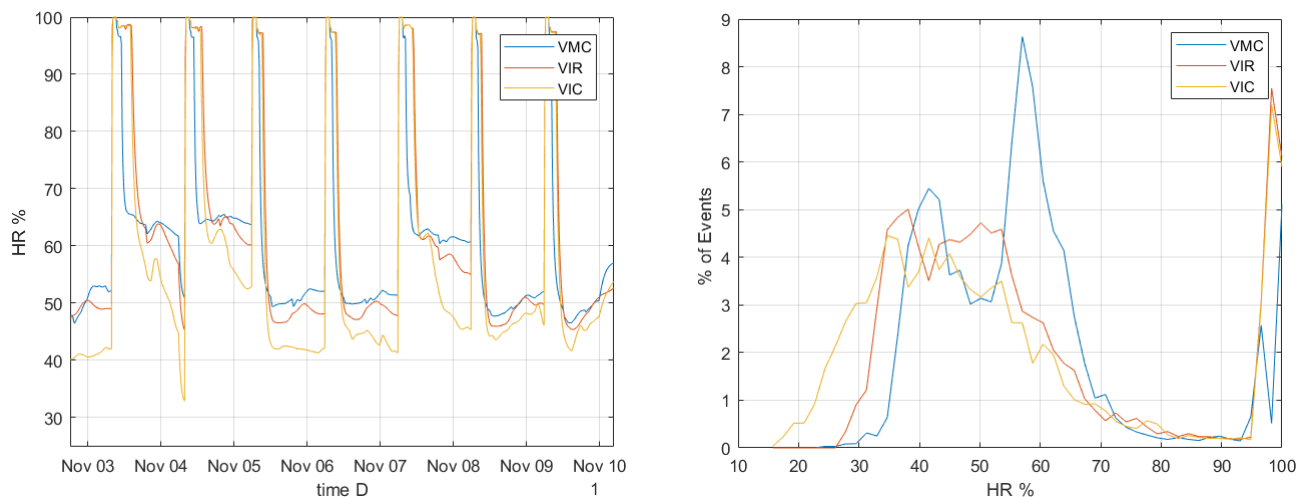 100
90
80
70
60
50
40
30
HR %
VMC
VIR
VIC
Nov 03 Nov 04 Nov 05 Nov 06 Nov 07 Nov 08 Nov 09 Nov 10
time D
1
9
8
7
6
5
4
3
2
1
0
% of Events
VMC
VIR
VIC
10 20 30 40 50 60 70 80 90 100
HR %